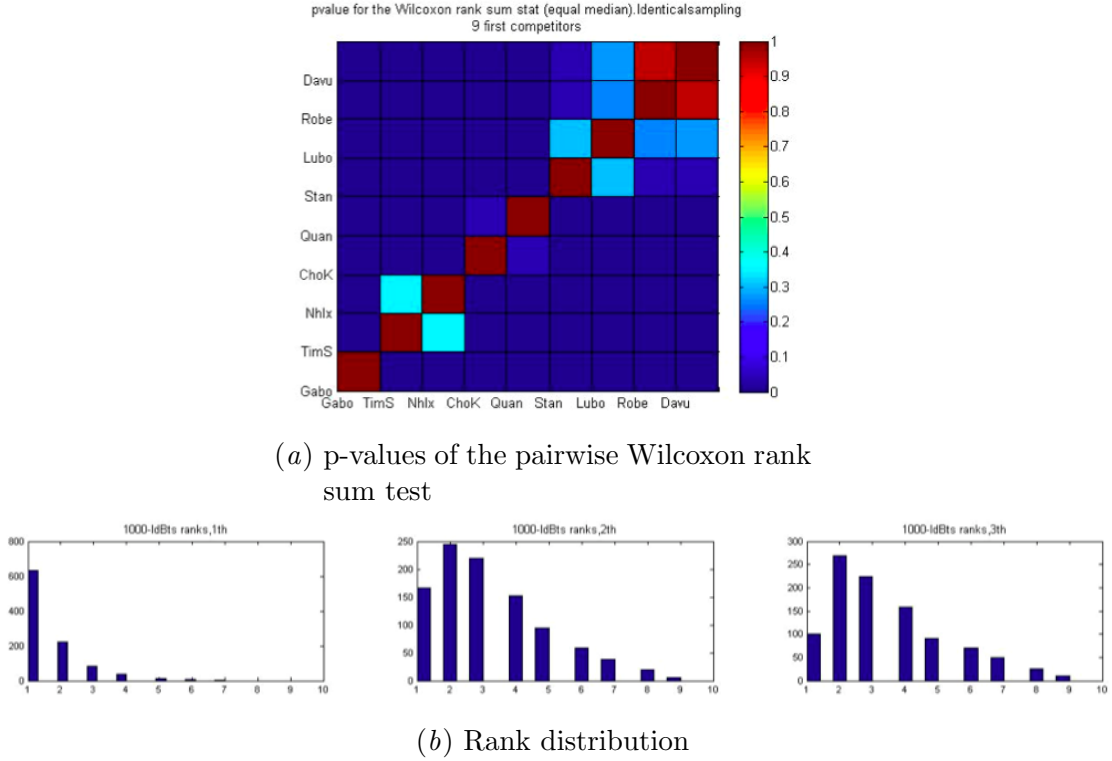 pvalue for the Wilcoxon rank sum stat (equal median).Identicalsampling
9 first competitors
Davu
Robe
Lubo
Stan
Quan
ChoK
Nhlx
TimS
Gabo
Gabo TimS Nhlx ChoK Quan Stan Lubo Robe Davu
1
0.9
0.8
0.7
0.6
0.5
0.4
0.3
0.2
0.1
0
(a) p-values of the pairwise Wilcoxon rank
sum test
1000-IdBts ranks,1th
800
600
400
200
0
1 2 3 4 5 6 7 8 9 10
1000-IdBts ranks,2th
250
200
150
100
50
0
1 2 3 4 5 6 7 8 9 10
1000-IdBts ranks,3th
300
250
200
150
100
50
0
1 2 3 4 5 6 7 8 9 10
(b) Rank distribution